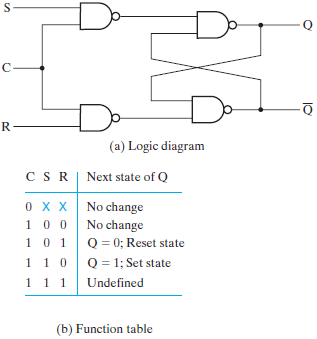 S
Q
C
Q̅
R
(a) Logic diagram
C S R Next state of Q
0 X X No change
1 0 0 No change
1 0 1 Q = 0; Reset state
1 1 0 Q = 1; Set state
1 1 1 Undefined
(b) Function table